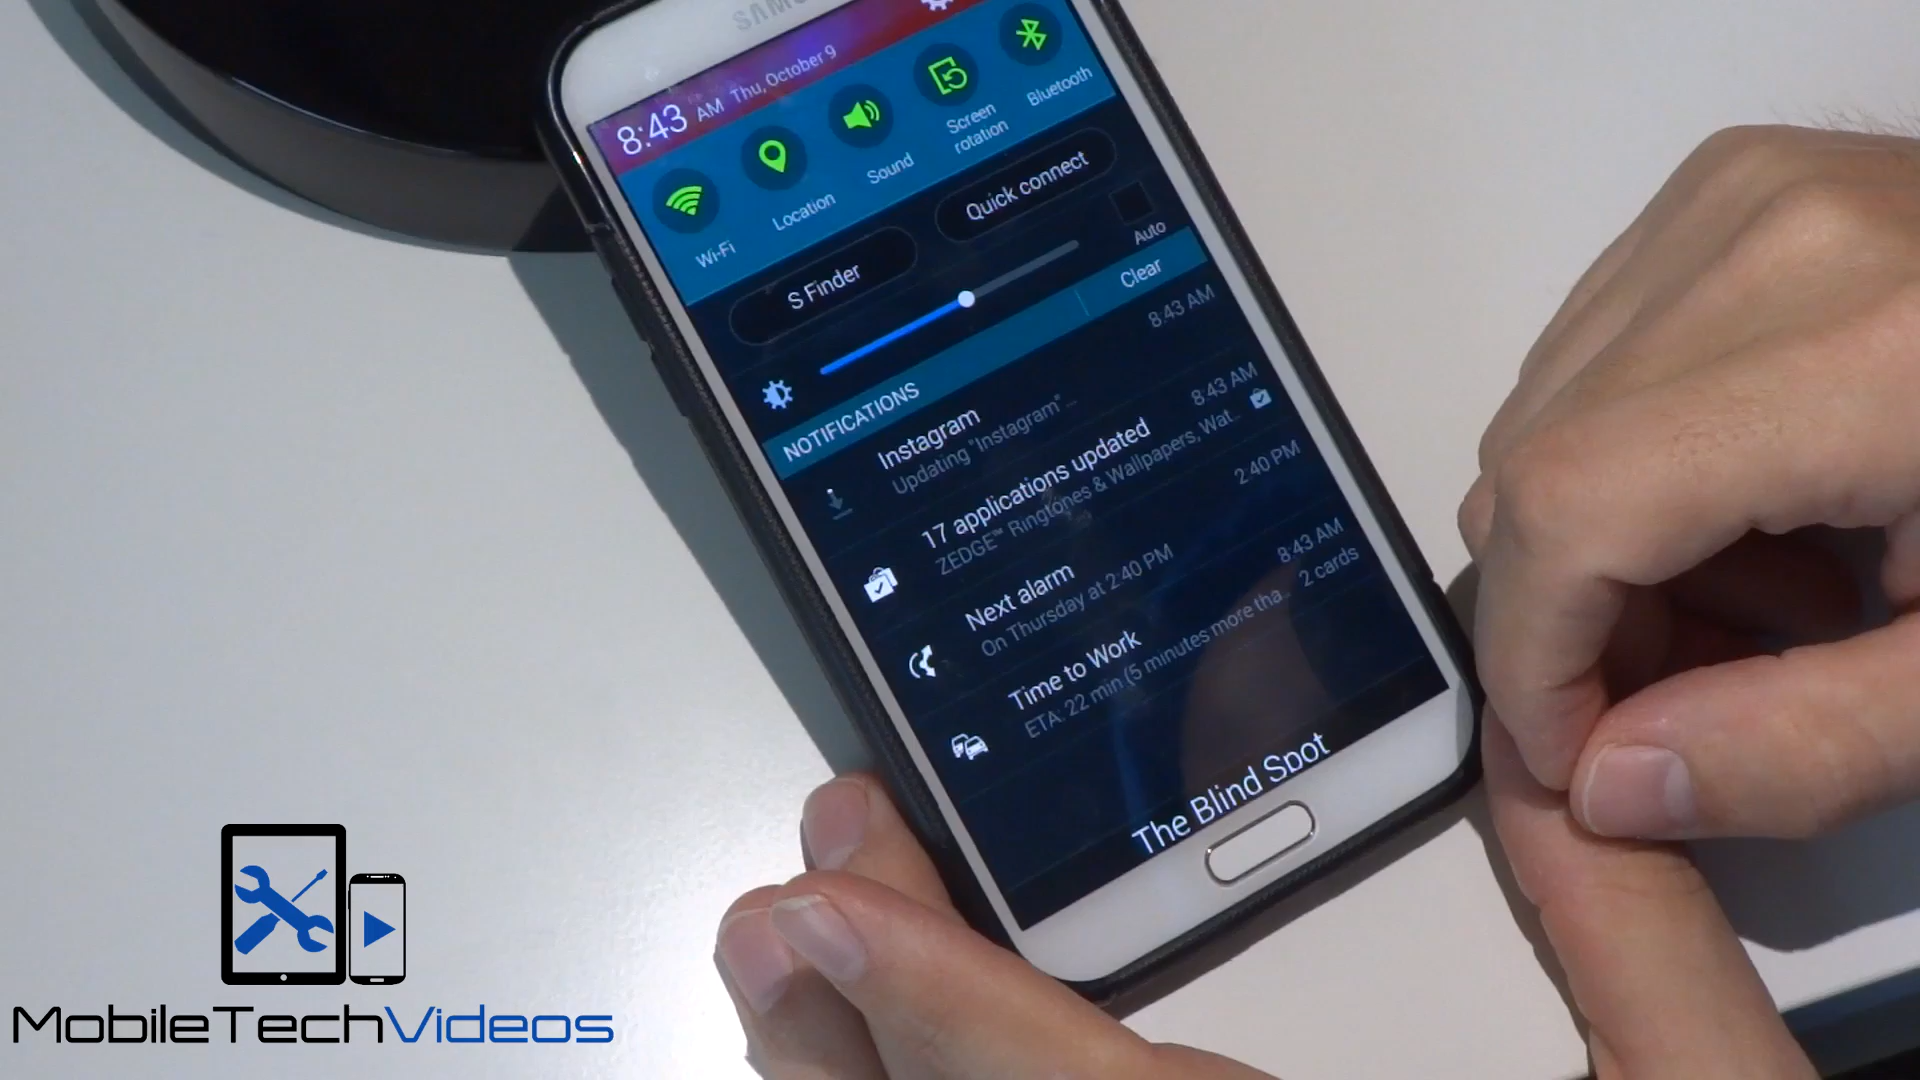 SAMS
8:43 AM Thu, October 9
Wi-Fi
Location
Sound
Screen rotation
Bluetooth
S Finder
Quick connect
Auto
NOTIFICATIONS
Clear
Instagram
8:43 AM
Updating "Instagram"...
17 applications updated
8:43 AM
ZEDGE™ Ringtones & Wallpapers, Wat..
Next alarm
2:40 PM
On Thursday at 2:40 PM
Time to Work
8:43 AM
ETA: 22 min (5 minutes more tha..
2 cards
The Blind Spot
MobileTechVideos